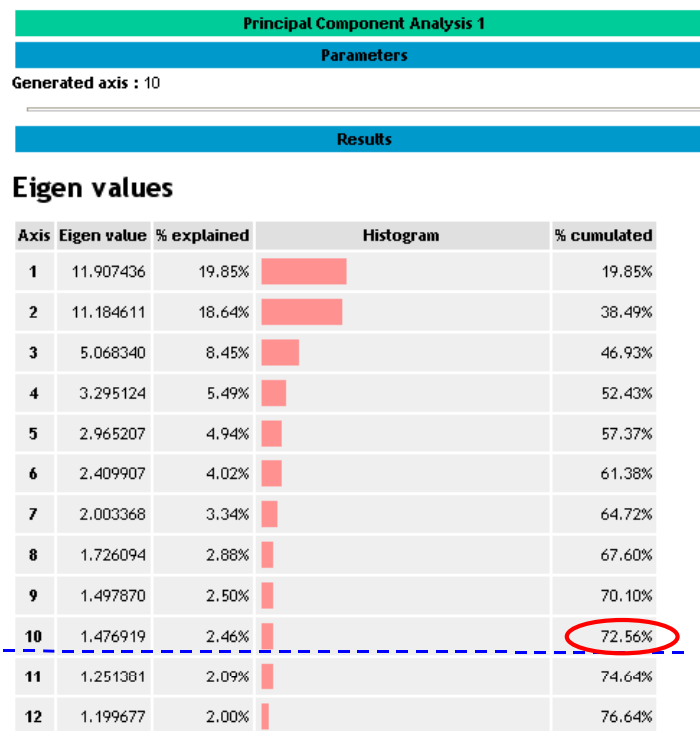 Principal Component Analysis 1
Parameters
Generated axis : 10
Results
Eigen values
Axis Eigen value % explained Histogram % cumulated
1 11.907436 19.85% 19.85%
2 11.184611 18.64% 38.49%
3 5.068340 8.45% 46.93%
4 3.295124 5.49% 52.43%
5 2.965207 4.94% 57.37%
6 2.409907 4.02% 61.38%
7 2.003368 3.34% 64.72%
8 1.726094 2.88% 67.60%
9 1.497870 2.50% 70.10%
10 1.476919 2.46% 72.56%
11 1.251381 2.09% 74.64%
12 1.199677 2.00% 76.64%